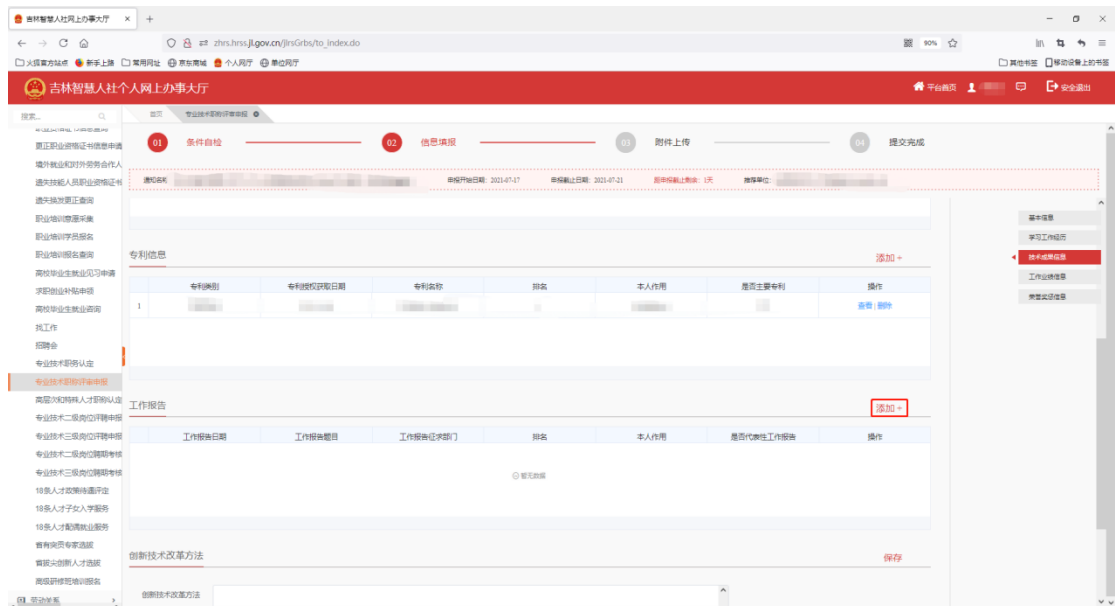 吉林智慧人社网上办事大厅
zhrs.hrss.jl.gov.cn/jlrsGrbs/to_index.do
90%
火狐官方站点 新手上路 常用网址 京东商城 个人网厅 单位网厅
其他书签 移动设备上的书签
吉林智慧人社个人网上办事大厅
平台首页
安全退出
搜索...
首页 专业技术职称评审申报
更正职业资格证书信息申请
境外就业和对外劳务合作人
遗失技能人员职业资格证书
遗失换发更正查询
职业培训意愿采集
职业培训学员报名
职业培训报名查询
高校毕业生就业见习申请
求职创业补贴申领
高校毕业生就业咨询
找工作
招聘会
专业技术职务认定
专业技术职称评审申报
高层次和特殊人才职称认定
专业技术二级岗位评聘申报
专业技术三级岗位评聘申报
专业技术二级岗位聘期考核
专业技术三级岗位聘期考核
18条人才政策待遇评定
18条人才子女入学服务
18条人才配偶就业服务
省有突贡专家选拔
省拔尖创新人才选拔
高级研修班培训报名
劳动关系
01 条件自检 02 信息填报 03 附件上传 04 提交完成
通知名称 申报开始日期: 2021-07-17 申报截止日期: 2021-07-21 距申报截止剩余: 1天 推荐单位:
专利信息 添加 +
专利类别 专利授权获取日期 专利名称 排名 本人作用 是否主要专利 操作
1 查看 | 删除
工作报告 添加 +
工作报告日期 工作报告题目 工作报告征求部门 排名 本人作用 是否代表性工作报告 操作
暂无数据
创新技术改革方法 保存
创新技术改革方法
基本信息
学习工作经历
技术成果信息
工作业绩信息
荣誉奖惩信息